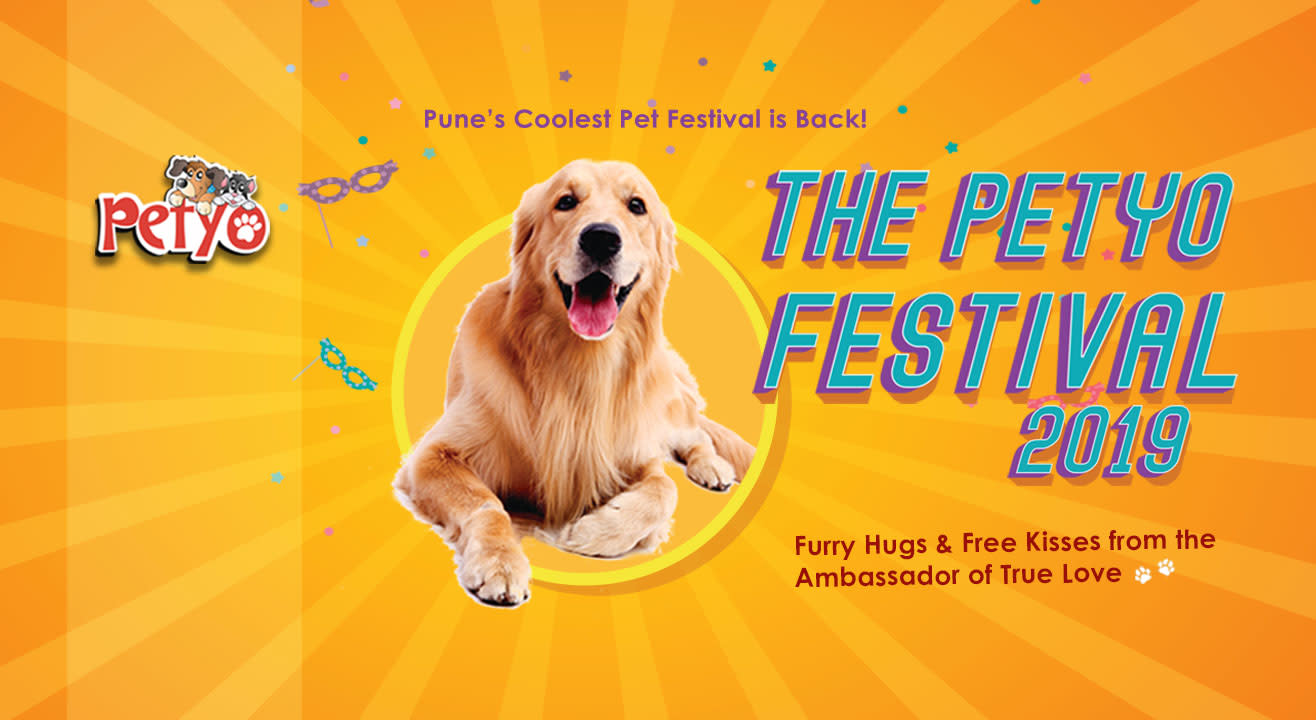 Pune's Coolest Pet Festival is Back!
Petyo
THE PETYO
FESTIVAL
2019
Furry Hugs & Free Kisses from the
Ambassador of True Love